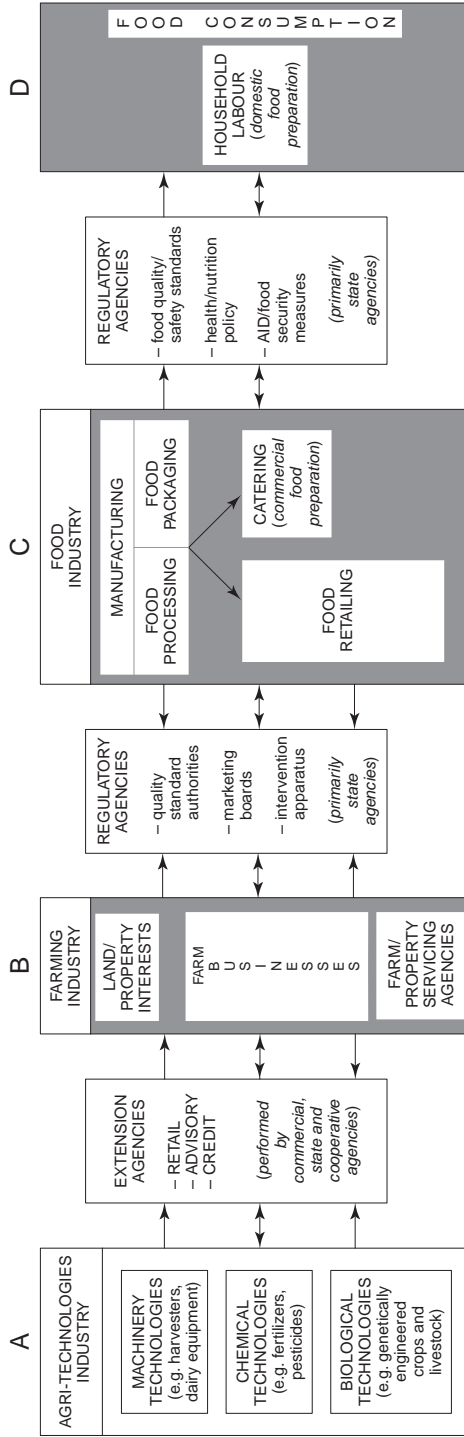 A
AGRI-TECHNOLOGIES
INDUSTRY
MACHINERY
TECHNOLOGIES
(e.g. harvesters,
dairy equipment)
CHEMICAL
TECHNOLOGIES
(e.g. fertilizers,
pesticides)
BIOLOGICAL
TECHNOLOGIES
(e.g. genetically
engineered
crops and
livestock)
EXTENSION
AGENCIES
– RETAIL
– ADVISORY
– CREDIT
(performed
by
commercial,
state and
cooperative
agencies)
B
FARMING
INDUSTRY
LAND/
PROPERTY
INTERESTS
FARM
B
U
S
I
N
E
S
S
E
S
FARM/
PROPERTY
SERVICING
AGENCIES
REGULATORY
AGENCIES
– quality
standard
authorities
– marketing
boards
– intervention
apparatus
(primarily
state
agencies)
C
FOOD
INDUSTRY
MANUFACTURING
FOOD
PROCESSING
FOOD
PACKAGING
FOOD
RETAILING
CATERING
(commercial
food
preparation)
REGULATORY
AGENCIES
– food quality/
safety standards
– health/nutrition
policy
– AID/food
security
measures
(primarily
state
agencies)
D
HOUSEHOLD
LABOUR
(domestic
food
preparation)
F
O
O
D
C
O
N
S
U
M
P
T
I
O
N